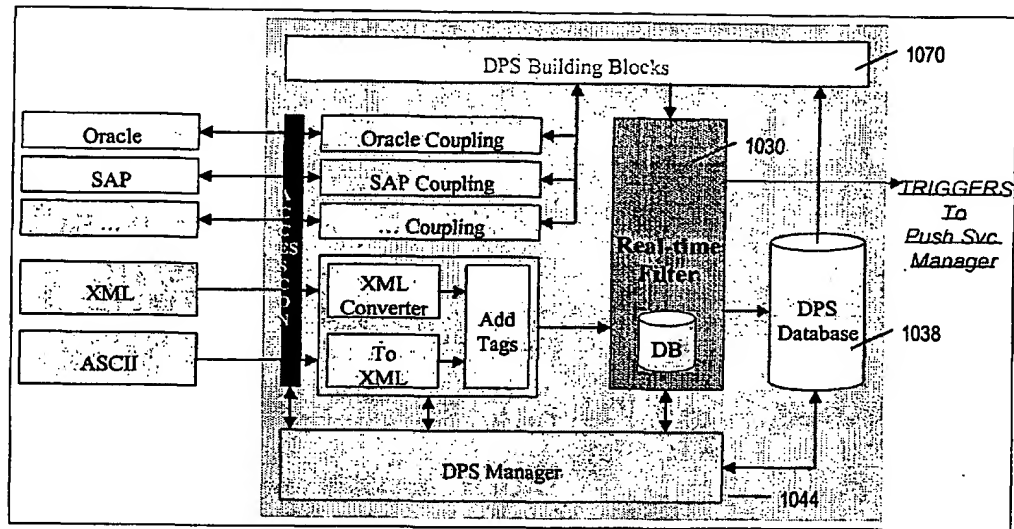 DPS Building Blocks
1070
Oracle
Oracle Coupling
1030
SAP
SAP Coupling
TRIGGERS
To
Push Svc
Manager
...
... Coupling
Real-time
Filter
XML
XML
Converter
Add
Tags
DPS
Database
1038
ASCII
To
XML
DB
DPS Manager
1044